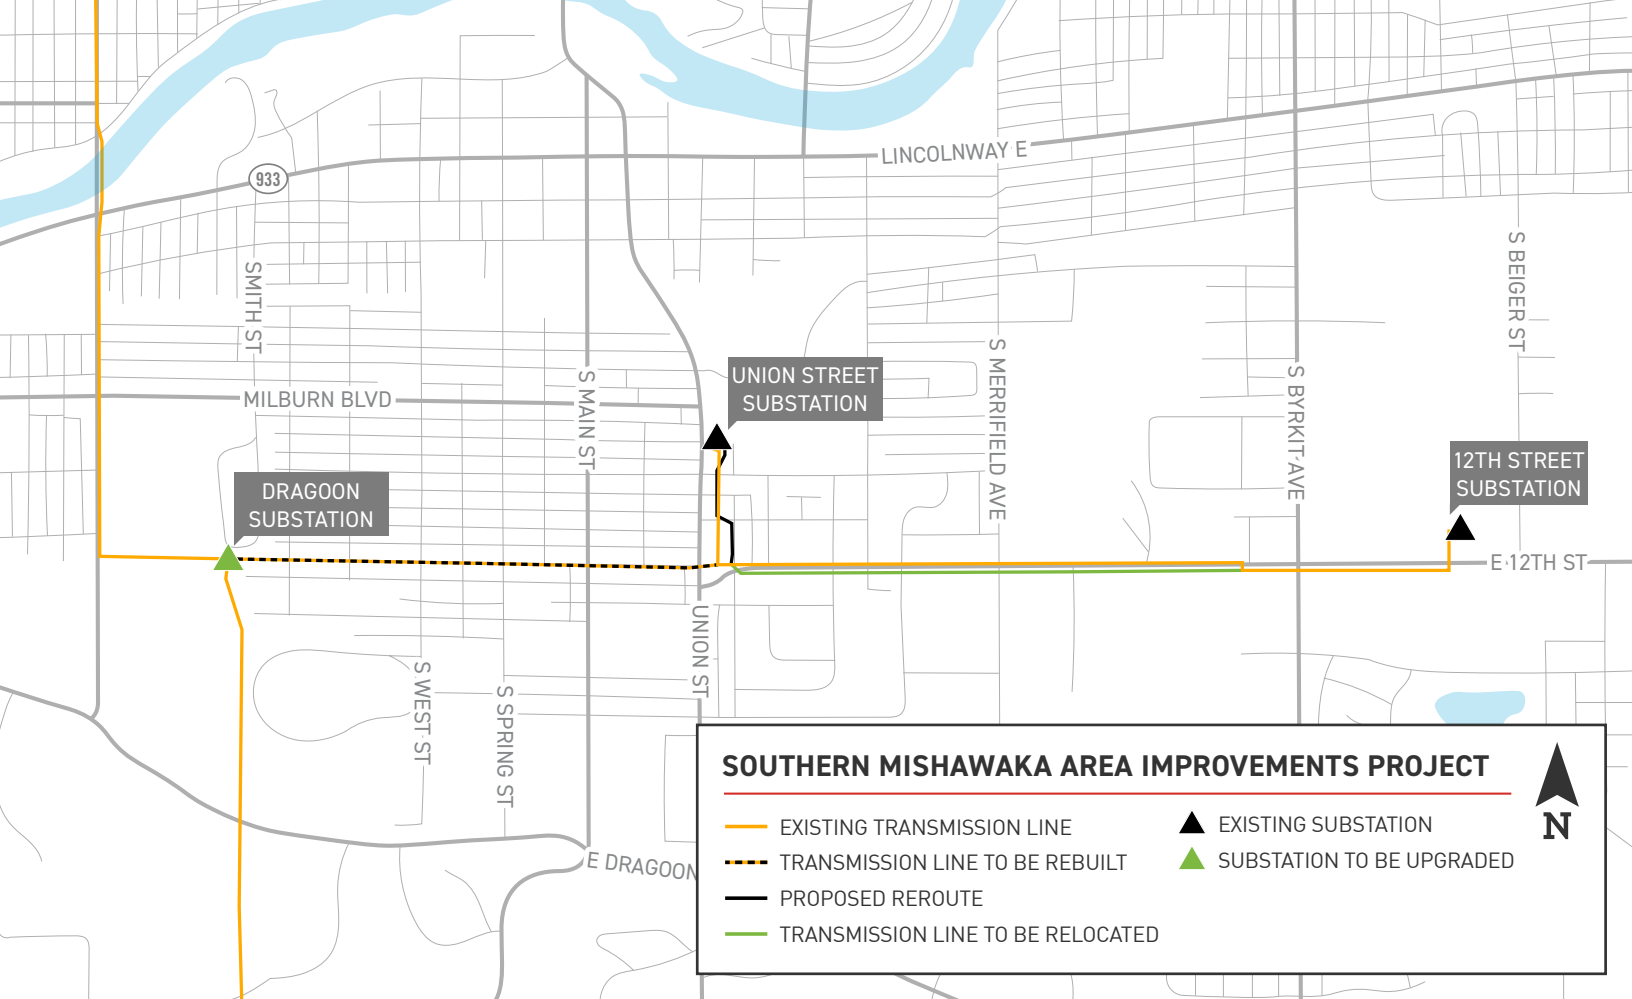 LINCOLNWAY E
933
SMITH ST
S BEIGER ST
S MERRIFIELD AVE
UNION STREET
SUBSTATION
S MAIN ST
S BYRKIT AVE
MILBURN BLVD
12TH STREET
SUBSTATION
DRAGOON
SUBSTATION
E 12TH ST
UNION ST
S WEST ST
S SPRING ST
E DRAGOON
SOUTHERN MISHAWAKA AREA IMPROVEMENTS PROJECT
EXISTING TRANSMISSION LINE
TRANSMISSION LINE TO BE REBUILT
PROPOSED REROUTE
TRANSMISSION LINE TO BE RELOCATED
EXISTING SUBSTATION
SUBSTATION TO BE UPGRADED
N